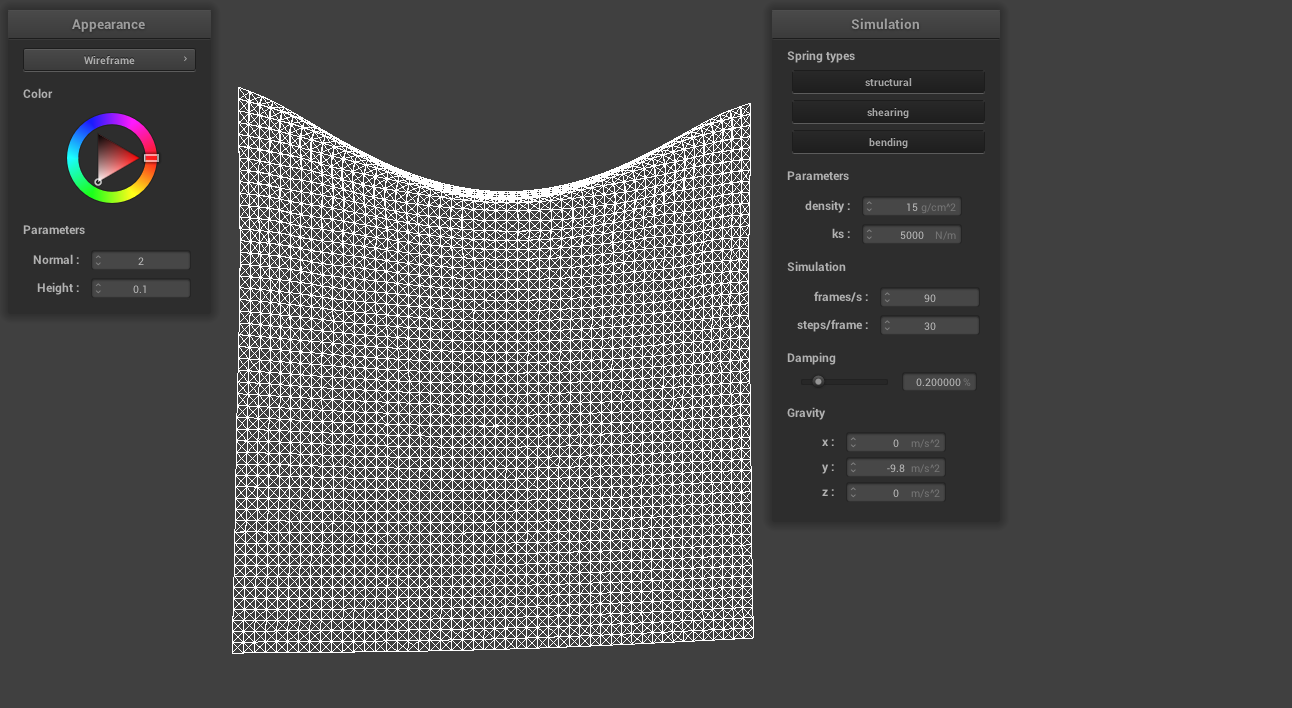 Appearance
Wireframe
Color
Parameters
Normal : 2
Height : 0.1
Simulation
Spring types
structural
shearing
bending
Parameters
density : 15 g/cm^2
ks : 5000 N/m
Simulation
frames/s : 90
steps/frame : 30
Damping
0.200000 %
Gravity
x : 0 m/s^2
y : -9.8 m/s^2
z : 0 m/s^2